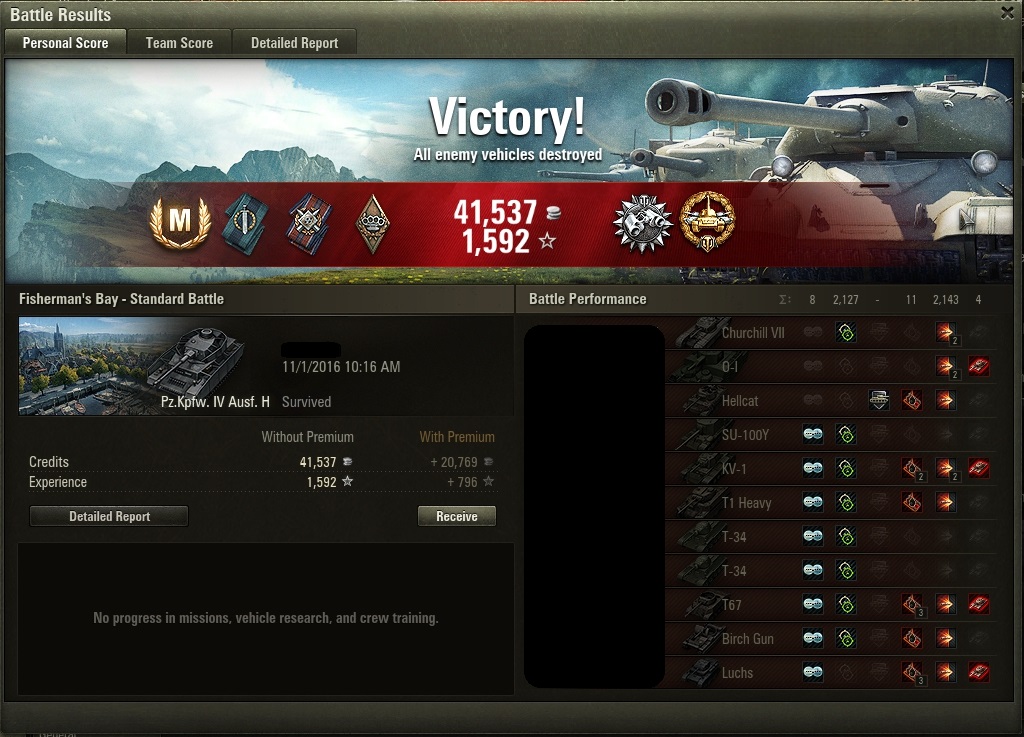 Battle Results
Personal Score Team Score Detailed Report
Victory!
All enemy vehicles destroyed
M
41,537
1,592
Fisherman's Bay - Standard Battle
11/1/2016 10:16 AM
Pz.Kpfw. IV Ausf. H Survived
Without Premium With Premium
Credits 41,537 + 20,769
Experience 1,592 + 796
Detailed Report Receive
No progress in missions, vehicle research, and crew training.
Battle Performance Σ: 8 2,127 - 11 2,143 4
Churchill VII 2
O-I 2
Hellcat
SU-100Y
KV-1 2 2
T1 Heavy
T-34
T-34
T67 3
Birch Gun
Luchs 3
General